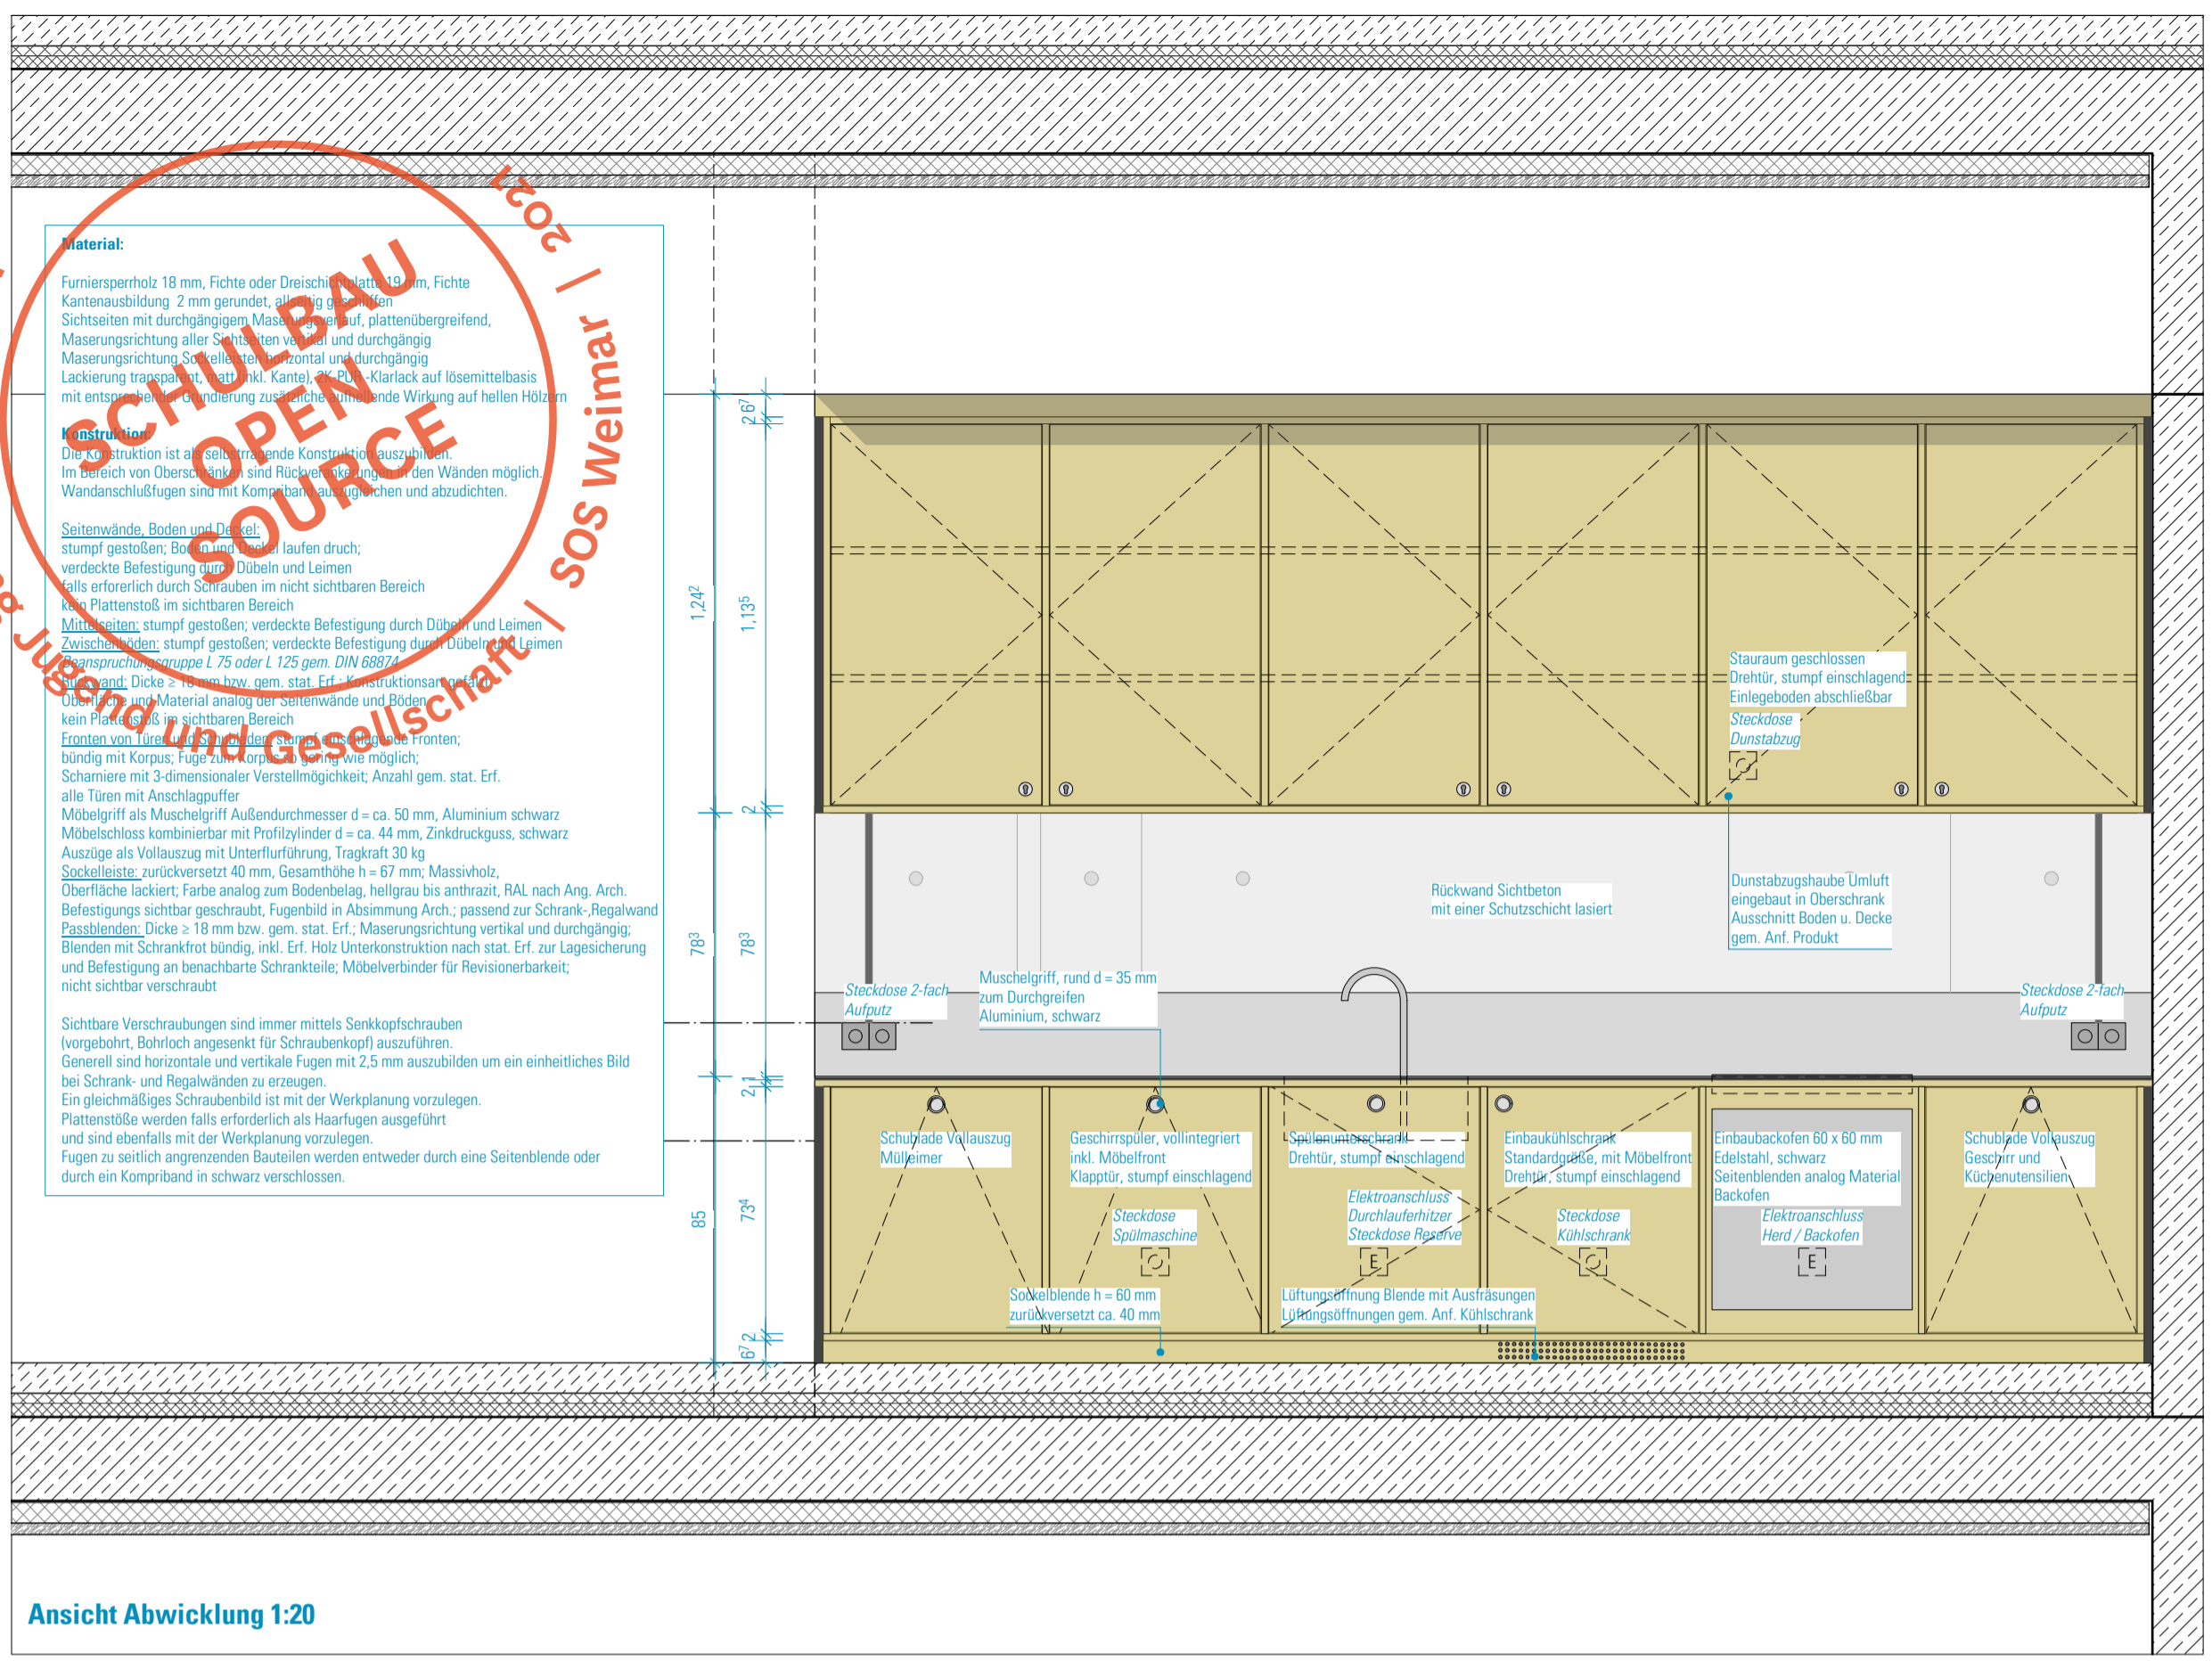 Material:
Furniersperrholz 18 mm, Fichte oder Dreischichtplatte 19 mm, Fichte
Kantenausbildung 2 mm gerundet, allseitig geschliffen
Sichtseiten mit durchgängigem Maserungsverlauf, plattenübergreifend,
Maserungsrichtung aller Sichtseiten vertikal und durchgängig
Maserungsrichtung Sockelleisten horizontal und durchgängig
Lackierung transparent, matt (inkl. Kante), 2K-PUR -Klarlack auf lösemittelbasis
mit entsprechender Grundierung zusätzliche aufhellende Wirkung auf hellen Hölzern
Konstruktion:
Die Konstruktion ist als selbstrragende Konstruktion auszubilden.
Im Bereich von Oberschränken sind Rückverankerungen in den Wänden möglich.
Wandanschlußfugen sind mit Kompriband auszugleichen und abzudichten.
Seitenwände, Boden und Deckel:
stumpf gestoßen; Boden und Deckel laufen druch;
verdeckte Befestigung durch Dübeln und Leimen
falls erforerlich durch Schrauben im nicht sichtbaren Bereich
kein Plattenstoß im sichtbaren Bereich
Mittelseiten: stumpf gestoßen; verdeckte Befestigung durch Dübeln und Leimen
Zwischenböden: stumpf gestoßen; verdeckte Befestigung durch Dübeln und Leimen
Beanspruchungsgruppe L 75 oder L 125 gem. DIN 68874
Rückwand: Dicke ≥ 18 mm bzw. gem. stat. Erf.; Konstruktionsart gefälzt
Oberfläche und Material analog der Seitenwände und Böden
kein Plattenstoß im sichtbaren Bereich
Fronten von Türen und Schubläden: stumpf einschlagende Fronten;
bündig mit Korpus; Fuge zum Korpus so gering wie möglich;
Scharniere mit 3-dimensionaler Verstellmögichkeit; Anzahl gem. stat. Erf.
alle Türen mit Anschlagpuffer
Möbelgriff als Muschelgriff Außendurchmesser d = ca. 50 mm, Aluminium schwarz
Möbelschloss kombinierbar mit Profilzylinder d = ca. 44 mm, Zinkdruckguss, schwarz
Auszüge als Vollauszug mit Unterflurführung, Tragkraft 30 kg
Sockelleiste: zurückversetzt 40 mm, Gesamthöhe h = 67 mm; Massivholz,
Oberfläche lackiert; Farbe analog zum Bodenbelag, hellgrau bis anthrazit, RAL nach Ang. Arch.
Befestigungs sichtbar geschraubt, Fugenbild in Absimmung Arch.; passend zur Schrank-,Regalwand
Passblenden: Dicke ≥ 18 mm bzw. gem. stat. Erf.; Maserungsrichtung vertikal und durchgängig;
Blenden mit Schrankfrot bündig, inkl. Erf. Holz Unterkonstruktion nach stat. Erf. zur Lagesicherung
und Befestigung an benachbarte Schrankteile; Möbelverbinder für Revisionerbarkeit;
nicht sichtbar verschraubt
Sichtbare Verschraubungen sind immer mittels Senkkopfschrauben
(vorgebohrt, Bohrloch angesenkt für Schraubenkopf) auszuführen.
Generell sind horizontale und vertikale Fugen mit 2,5 mm auszubilden um ein einheitliches Bild
bei Schrank- und Regalwänden zu erzeugen.
Ein gleichmäßiges Schraubenbild ist mit der Werkplanung vorzulegen.
Plattenstöße werden falls erforderlich als Haarfugen ausgeführt
und sind ebenfalls mit der Werkplanung vorzulegen.
Fugen zu seitlich angrenzenden Bauteilen werden entweder durch eine Seitenblende oder
durch ein Kompriband in schwarz verschlossen.
SCHULBAU
OPEN
SOURCE
Jugend und Gesellschaft | SOS Weimar | 2021
1,24²
78³
85
2 6⁷
1,13⁵
2
78³
2 1
73⁴
6⁷ 2
Stauraum geschlossen
Drehtür, stumpf einschlagend
Einlegeboden abschließbar
Steckdose
Dunstabzug
Rückwand Sichtbeton
mit einer Schutzschicht lasiert
Dunstabzugshaube Umluft
eingebaut in Oberschrank
Ausschnitt Boden u. Decke
gem. Anf. Produkt
Steckdose 2-fach
Aufputz
Muschelgriff, rund d = 35 mm
zum Durchgreifen
Aluminium, schwarz
Steckdose 2-fach
Aufputz
Schublade Vollauszug
Mülleimer
Geschirrspüler, vollintegriert
inkl. Möbelfront
Klapptür, stumpf einschlagend
Steckdose
Spülmaschine
Spülenunterschrank
Drehtür, stumpf einschlagend
Elektroanschluss
Durchlauferhitzer
Steckdose Reserve
E
Einbaukühlschrank
Standardgröße, mit Möbelfront
Drehtür, stumpf einschlagend
Steckdose
Kühlschrank
Einbaubackofen 60 x 60 mm
Edelstahl, schwarz
Seitenblenden analog Material
Backofen
Elektroanschluss
Herd / Backofen
E
Schublade Vollauszug
Geschirr und
Küchenutensilien
Sockelblende h = 60 mm
zurückversetzt ca. 40 mm
Lüftungsöffnung Blende mit Ausfräsungen
Lüftungsöffnungen gem. Anf. Kühlschrank
Ansicht Abwicklung 1:20